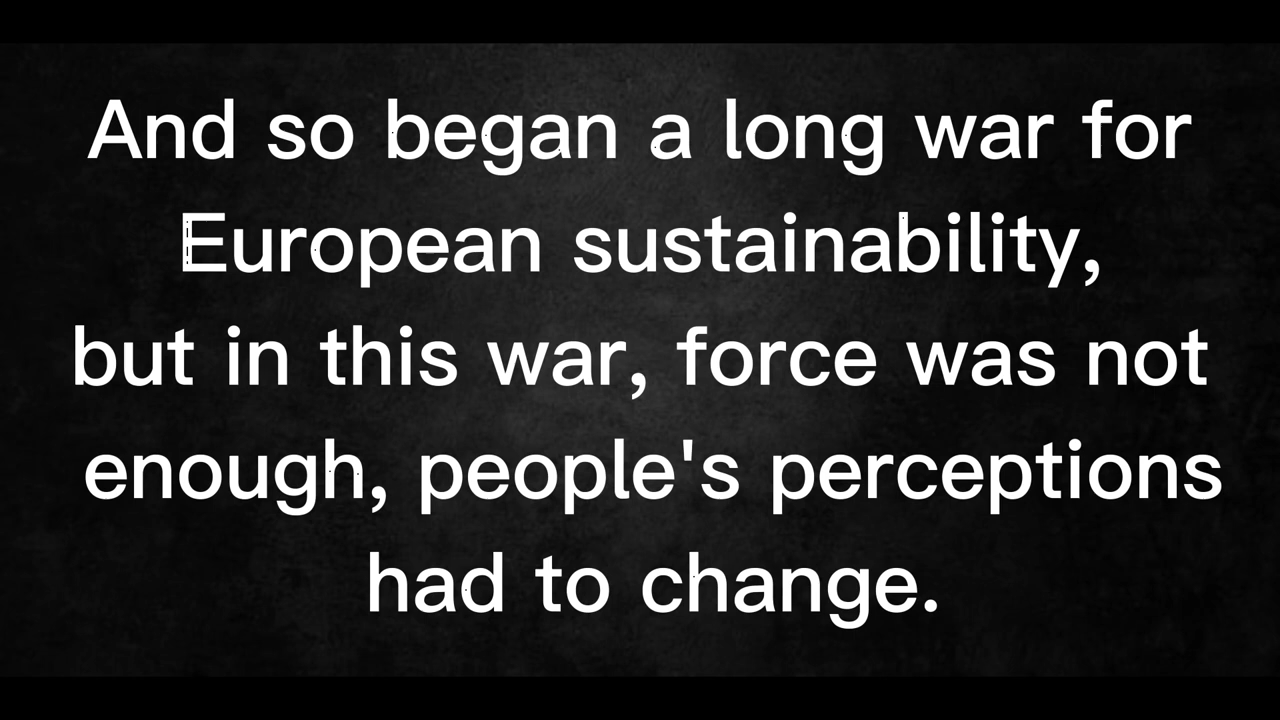 And so began a long war for
European sustainability,
but in this war, force was not
enough, people's perceptions
had to change.